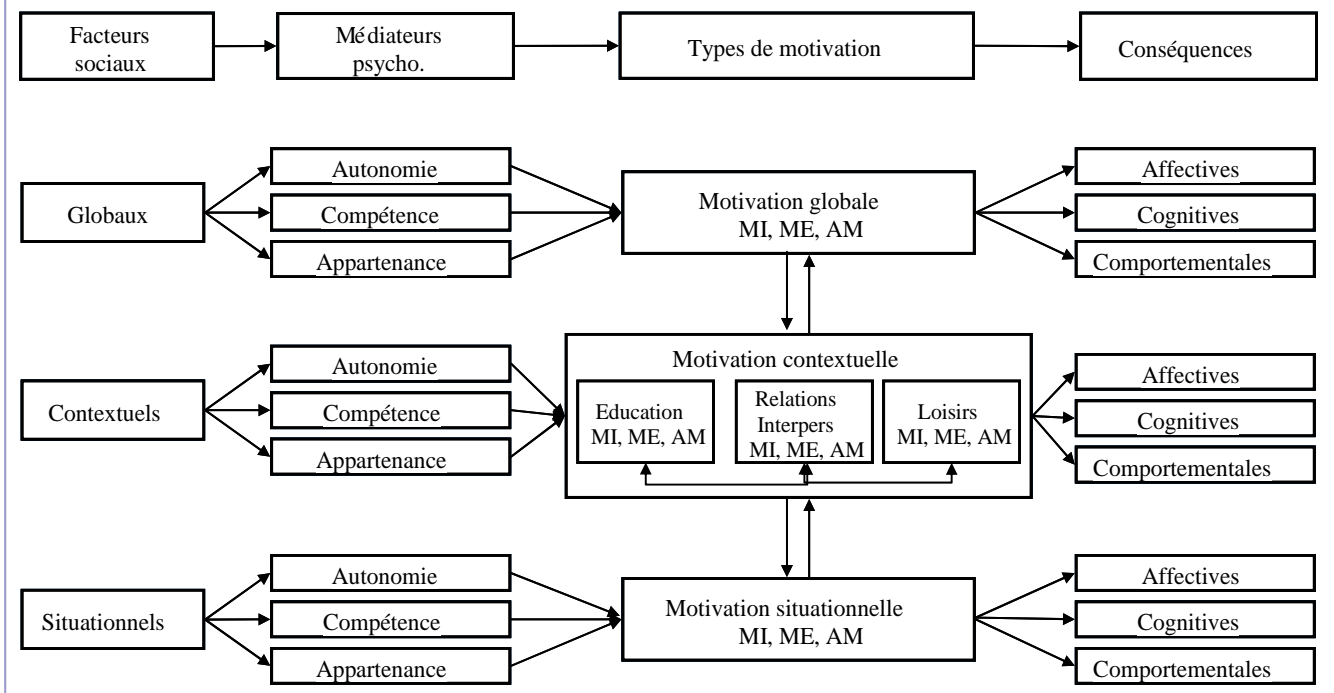 Facteurs
sociaux
Médiateurs
psycho.
Types de motivation
Conséquences
Globaux
Autonomie
Compétence
Appartenance
Motivation globale
MI, ME, AM
Affectives
Cognitives
Comportementales
Contextuels
Autonomie
Compétence
Appartenance
Motivation contextuelle
Education
MI, ME, AM
Relations
Interpers
MI, ME, AM
Loisirs
MI, ME, AM
Affectives
Cognitives
Comportementales
Situationnels
Autonomie
Compétence
Appartenance
Motivation situationnelle
MI, ME, AM
Affectives
Cognitives
Comportementales